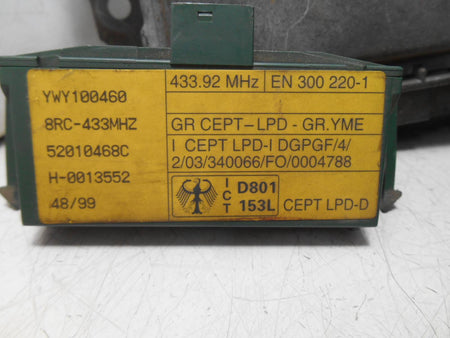 YWY100460
8RC-433MHZ
52010468C
H-0013552
48/99
433.92 MHz EN 300 220-1
GR CEPT-LPD - GR.YME
I CEPT LPD-I DGPGF/4/
2/03/340066/FO/0004788
ICT D801
153L CEPT LPD-D